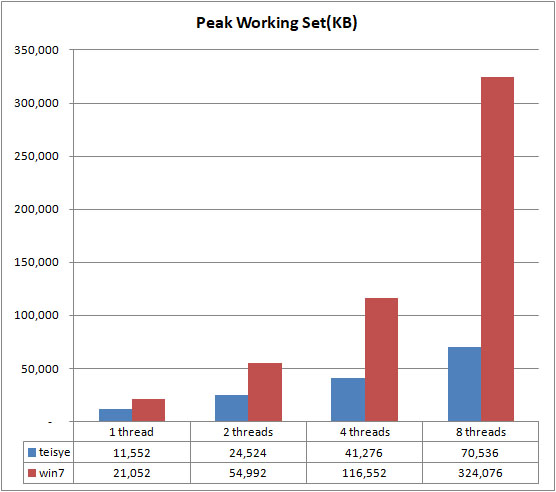 Peak Working Set(KB)
350,000
300,000
250,000
200,000
150,000
100,000
50,000
-
1 thread 2 threads 4 threads 8 threads
teisye 11,552 24,524 41,276 70,536
win7 21,052 54,992 116,552 324,076